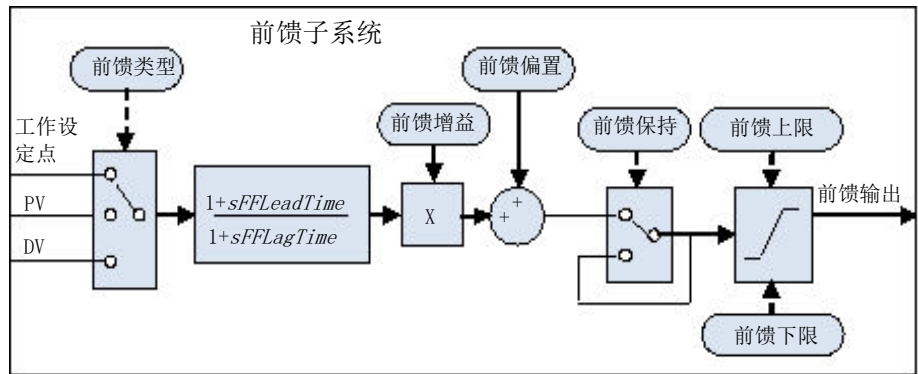 前馈子系统
前馈类型
前馈偏置
前馈增益
前馈保持
前馈上限
工作设
定点
PV
DV
1+sFFLeadTime
1+sFFLagTime
X
+
+
前馈输出
前馈下限